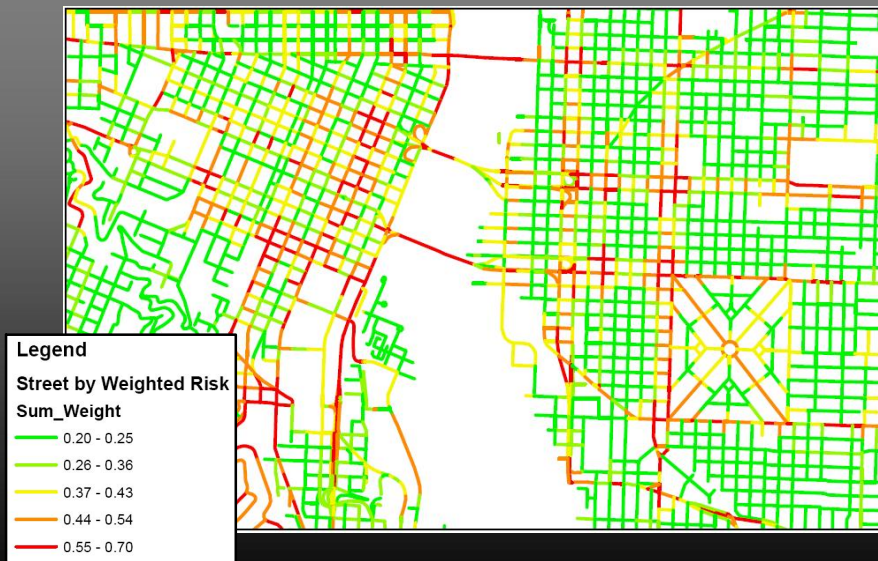 Legend
Street by Weighted Risk
Sum_Weight
0.20 - 0.25
0.26 - 0.36
0.37 - 0.43
0.44 - 0.54
0.55 - 0.70